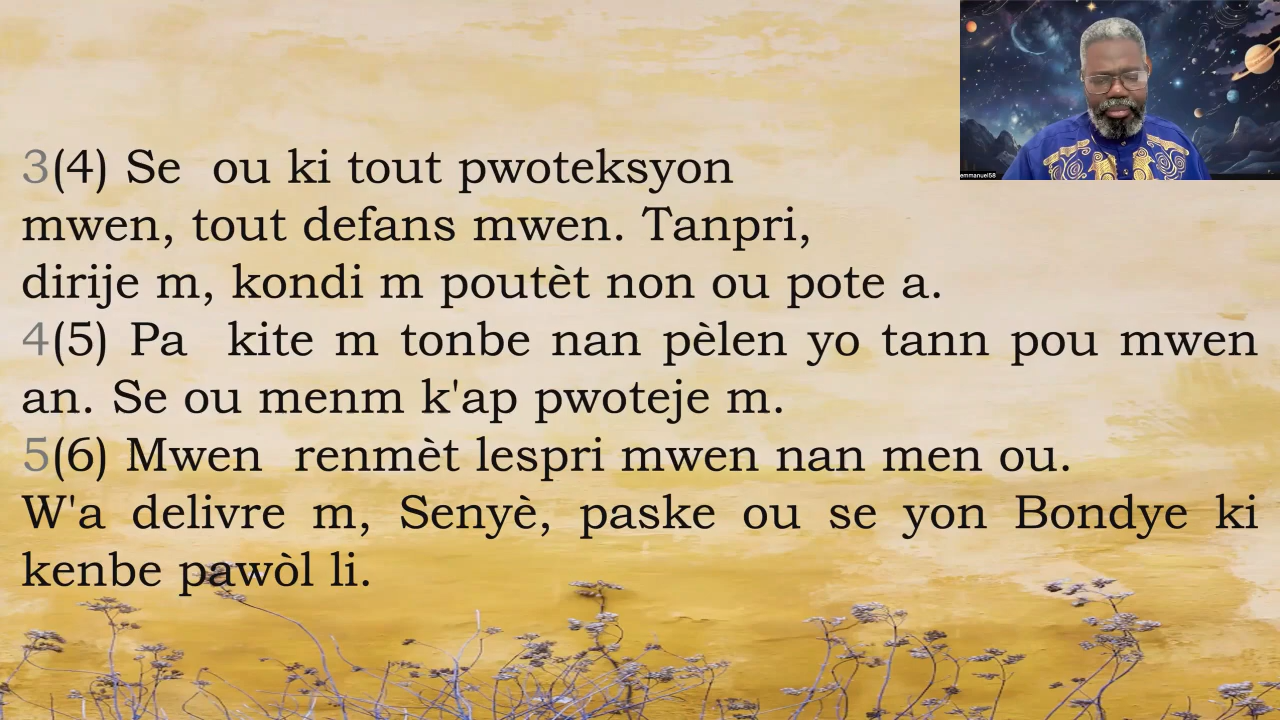 3(4) Se ou ki tout pwoteksyon
mwen, tout defans mwen. Tanpri,
dirije m, kondi m poutèt non ou pote a.
4(5) Pa kite m tonbe nan pèlen yo tann pou mwen
an. Se ou menm k'ap pwoteje m.
5(6) Mwen renmèt lespri mwen nan men ou.
W'a delivre m, Senyè, paske ou se yon Bondye ki
kenbe pawòl li.
emmanuel58